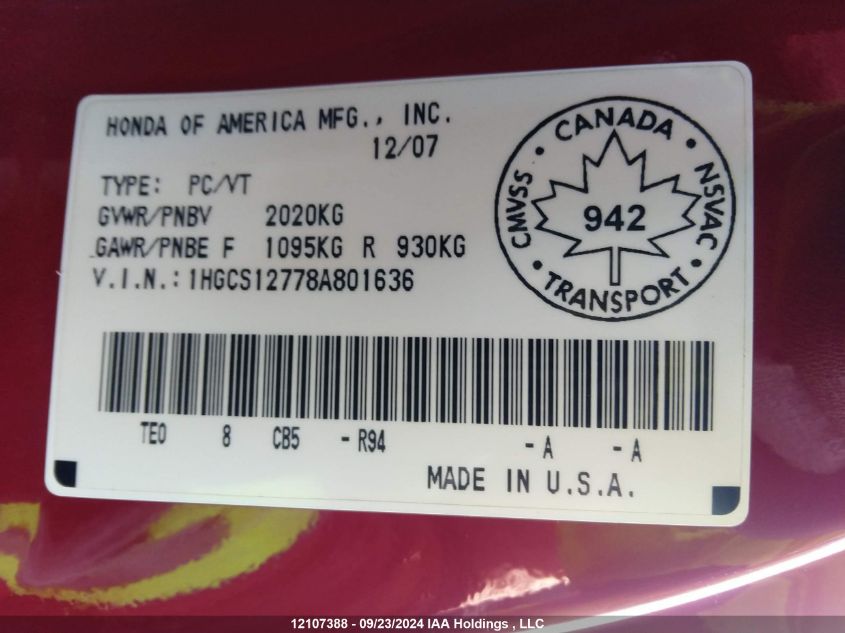 HONDA OF AMERICA MFG., INC.
12/07
TYPE: PC/VT
GVWR/PNBV 2020KG
GAWR/PNBE F 1095KG R 930KG
V.I.N.: 1HGCS12778A801636
CANADA • NSVAC • TRANSPORT • CMVSS •
942
TE0 8 CB5 - R94 - A - A
MADE IN U.S.A.
12107388 - 09/23/2024 IAA Holdings , LLC